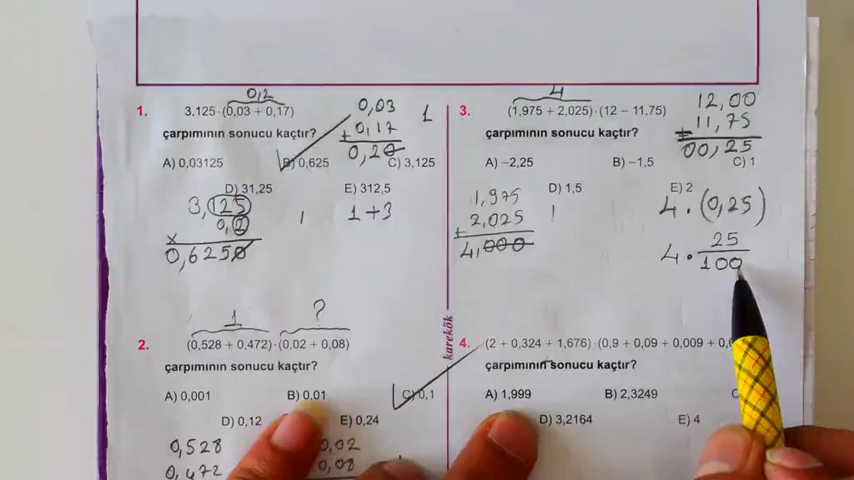 0,2
1. 3,125·(0,03 + 0,17)
çarpımının sonucu kaçtır?
A) 0,03125 B) 0,625 C) 3,125
D) 31,25 E) 312,5
0,03
+ 0,17
0,20
1
3,125
0,2
x
0,6250
1
1+3
1 ?
2. (0,528 + 0,472)·(0,02 + 0,08)
çarpımının sonucu kaçtır?
A) 0,001 B) 0,01 C) 0,1
D) 0,12 E) 0,24
0,528
0,472
0,02
0,08
karekök
4
3. (1,975 + 2,025)·(12 – 11,75)
çarpımının sonucu kaçtır?
A) –2,25 B) –1,5 C) 1
D) 1,5 E) 2
12,00
11,75
00,25
1,975
2,025
+
4,000
4 · (0,25)
4 · 25
100
4. (2 + 0,324 + 1,676)·(0,9 + 0,09 + 0,009 + 0,
çarpımının sonucu kaçtır?
A) 1,999 B) 2,3249 C
D) 3,2164 E) 4